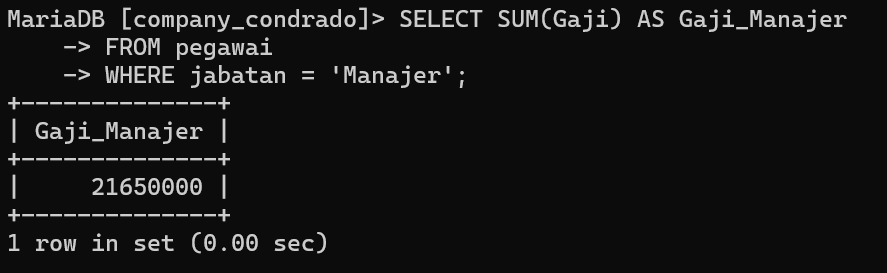 MariaDB [company_condrado]> SELECT SUM(Gaji) AS Gaji_Manajer
    -> FROM pegawai
    -> WHERE jabatan = 'Manajer';
+--------------+
| Gaji_Manajer |
+--------------+
|     21650000 |
+--------------+
1 row in set (0.00 sec)